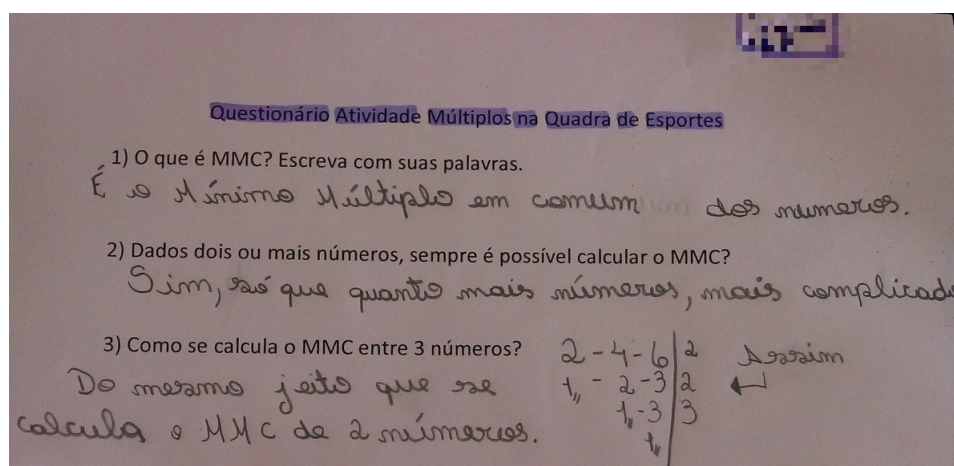 Questionário Atividade Múltiplos na Quadra de Esportes
1) O que é MMC? Escreva com suas palavras.
É o Mínimo Múltiplo em comum dos numeros.
2) Dados dois ou mais números, sempre é possível calcular o MMC?
Sim, só que quanto mais números, mais complicado
3) Como se calcula o MMC entre 3 números?
Do mesmo jeito que se
calcula o MMC de 2 números.
2 - 4 - 6 | 2 Assim
1,, - 2 - 3 | 2 ↵
1,, - 3 | 3
1,,